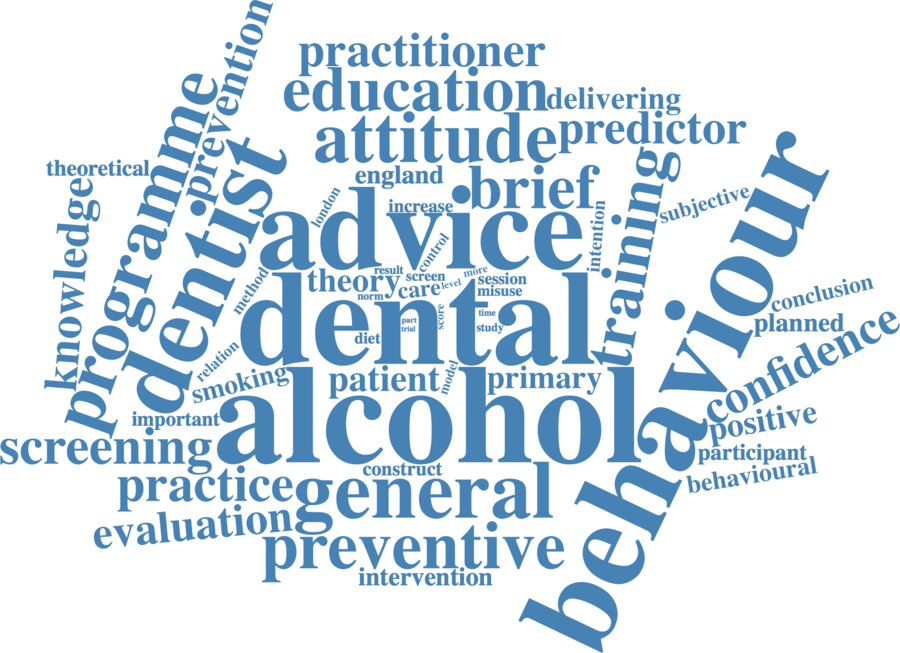 prevention
practitioner
education
delivering
programme
attitude
predictor
dentist
theoretical
england
brief
behaviour
knowledge
london
increase
advice
intention
training
subjective
control
method
theory
result
screen
more
session
norm
care
level
misuse
conclusion
dental
part
trial
score
time
study
diet
planned
relation
confidence
smoking
patient
model
primary
important
alcohol
positive
screening
construct
participant
practice
general
behavioural
evaluation
preventive
intervention